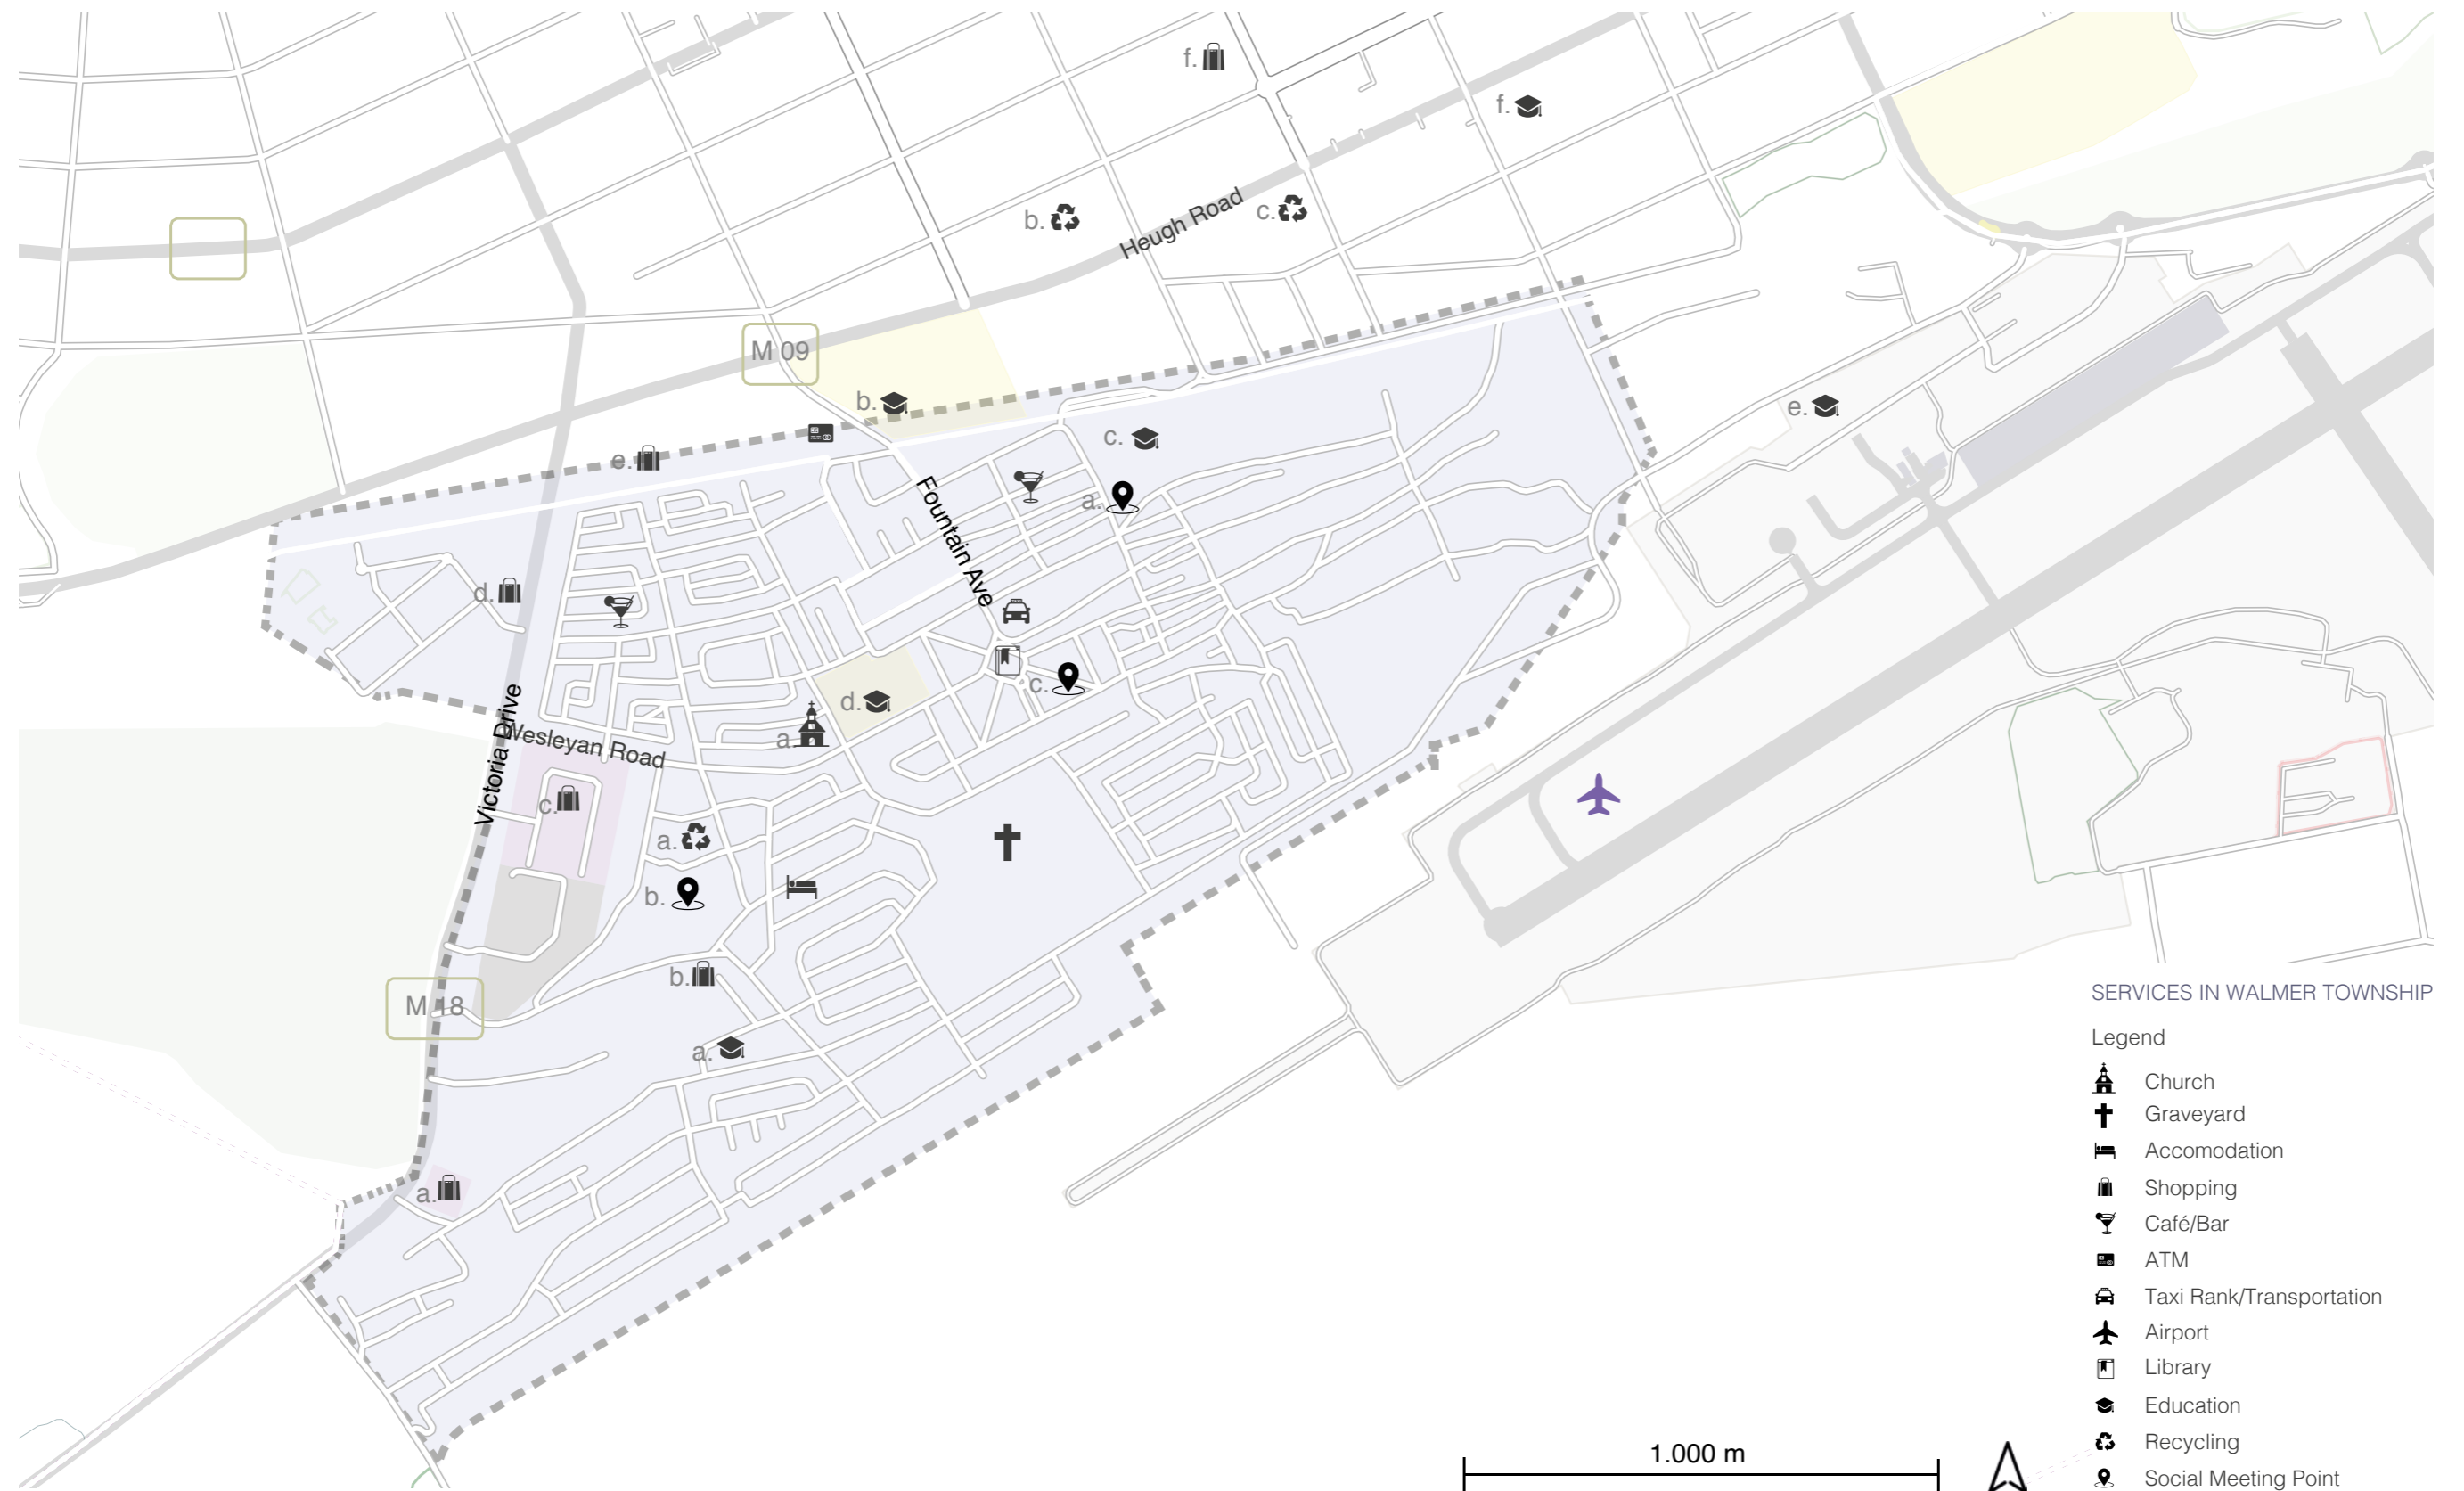 f.
f.
b.
c.
Heugh Road
M 09
b.
e.
c.
e.
a.
Fountain Ave
d.
c.
d.
a.
Victoria Drive
Wesleyan Road
c.
a.
b.
b.
M 18
a.
a.
SERVICES IN WALMER TOWNSHIP
Legend
Church
Graveyard
Accomodation
Shopping
Café/Bar
ATM
Taxi Rank/Transportation
Airport
Library
Education
Recycling
Social Meeting Point
1.000 m